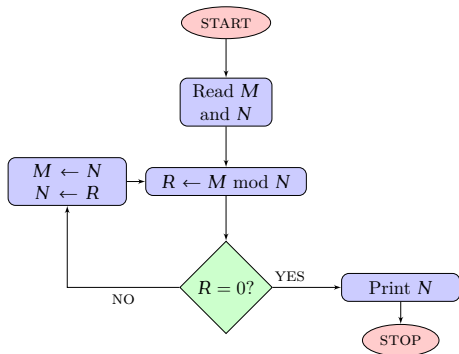 START
Read M
and N
M ← N
N ← R
R ← M mod N
R = 0?
YES
NO
Print N
STOP